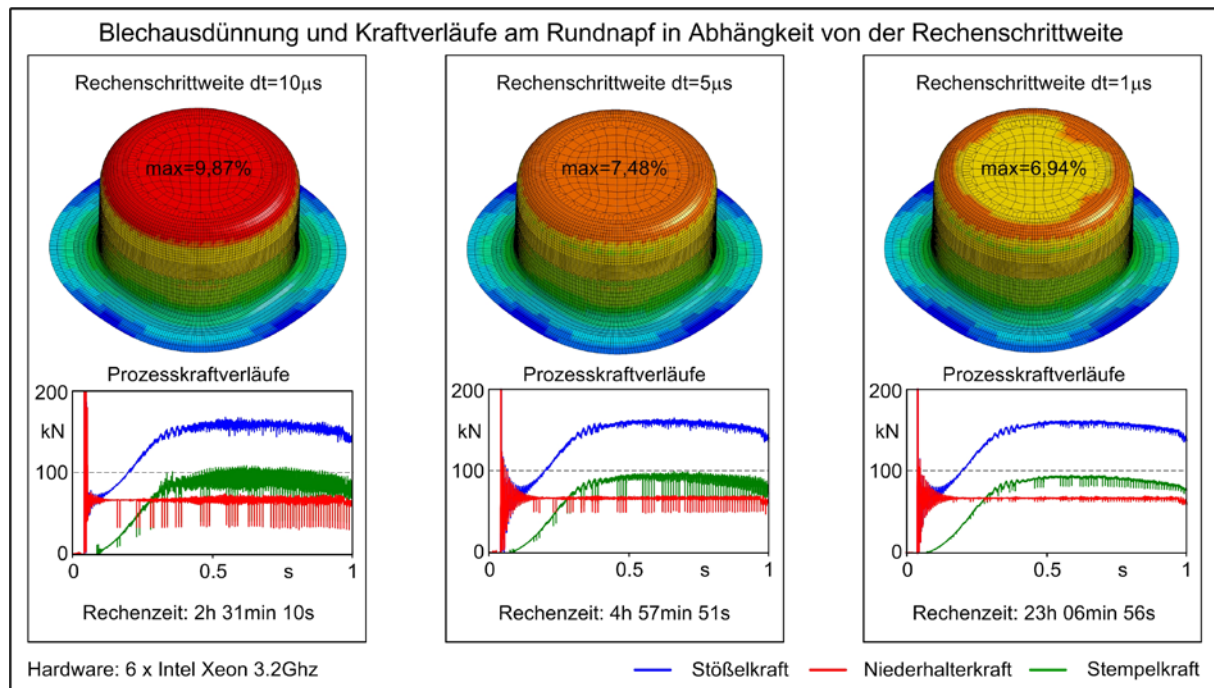 Blechausdünnung und Kraftverläufe am Rundnapf in Abhängkeit von der Rechenschrittweite
Rechenschrittweite dt=10µs
max=9,87%
Prozesskraftverläufe
200
kN
100
0
0
0.5
s
1
Rechenzeit: 2h 31min 10s
Rechenschrittweite dt=5µs
max=7,48%
Prozesskraftverläufe
200
kN
100
0
0
0.5
s
1
Rechenzeit: 4h 57min 51s
Rechenschrittweite dt=1µs
max=6,94%
Prozesskraftverläufe
200
kN
100
0
0
0.5
s
1
Rechenzeit: 23h 06min 56s
Hardware: 6 x Intel Xeon 3.2Ghz
Stößelkraft
Niederhalterkraft
Stempelkraft